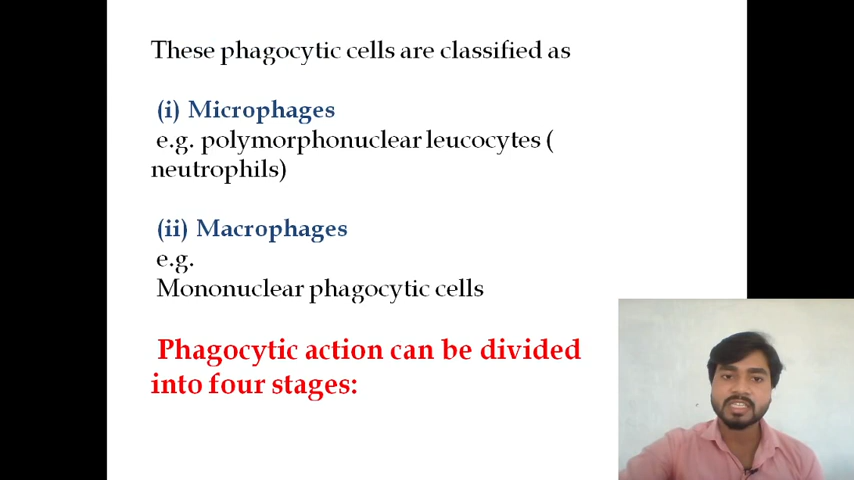 These phagocytic cells are classified as
(i) Microphages
e.g. polymorphonuclear leucocytes (
neutrophils)
(ii) Macrophages
e.g.
Mononuclear phagocytic cells
Phagocytic action can be divided
into four stages: